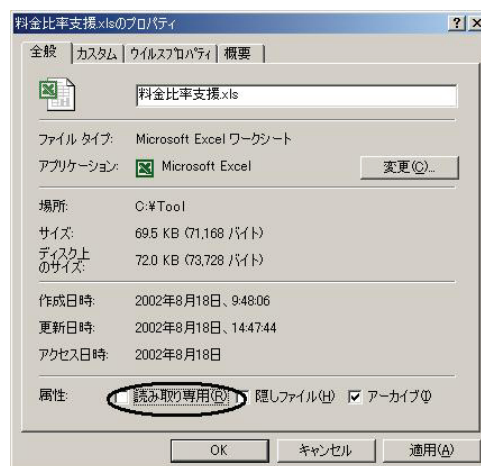 料金比率支援.xlsのプロパティ
全般 カスタム ウイルスプロパティ 概要
料金比率支援.xls
ファイル タイプ: Microsoft Excel ワークシート
アプリケーション: Microsoft Excel 変更(C)...
場所: C:¥Tool
サイズ: 69.5 KB (71,168 バイト)
ディスク上
のサイズ: 72.0 KB (73,728 バイト)
作成日時: 2002年8月18日、9:48:06
更新日時: 2002年8月18日、14:47:44
アクセス日時: 2002年8月18日
属性: 読み取り専用(R) 隠しファイル(H) アーカイブ(I)
OK キャンセル 適用(A)